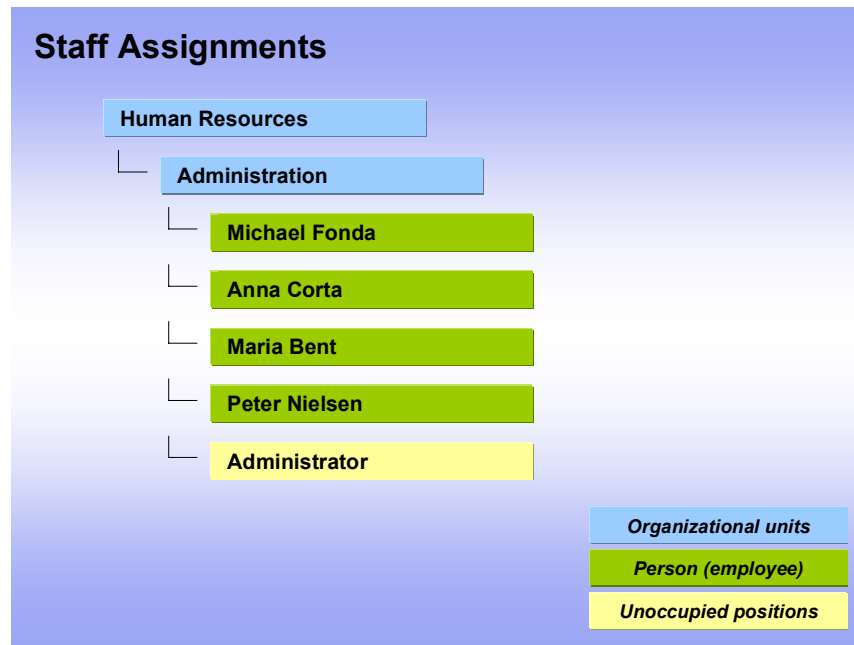 Staff Assignments
Human Resources
Administration
Michael Fonda
Anna Corta
Maria Bent
Peter Nielsen
Administrator
Organizational units
Person (employee)
Unoccupied positions